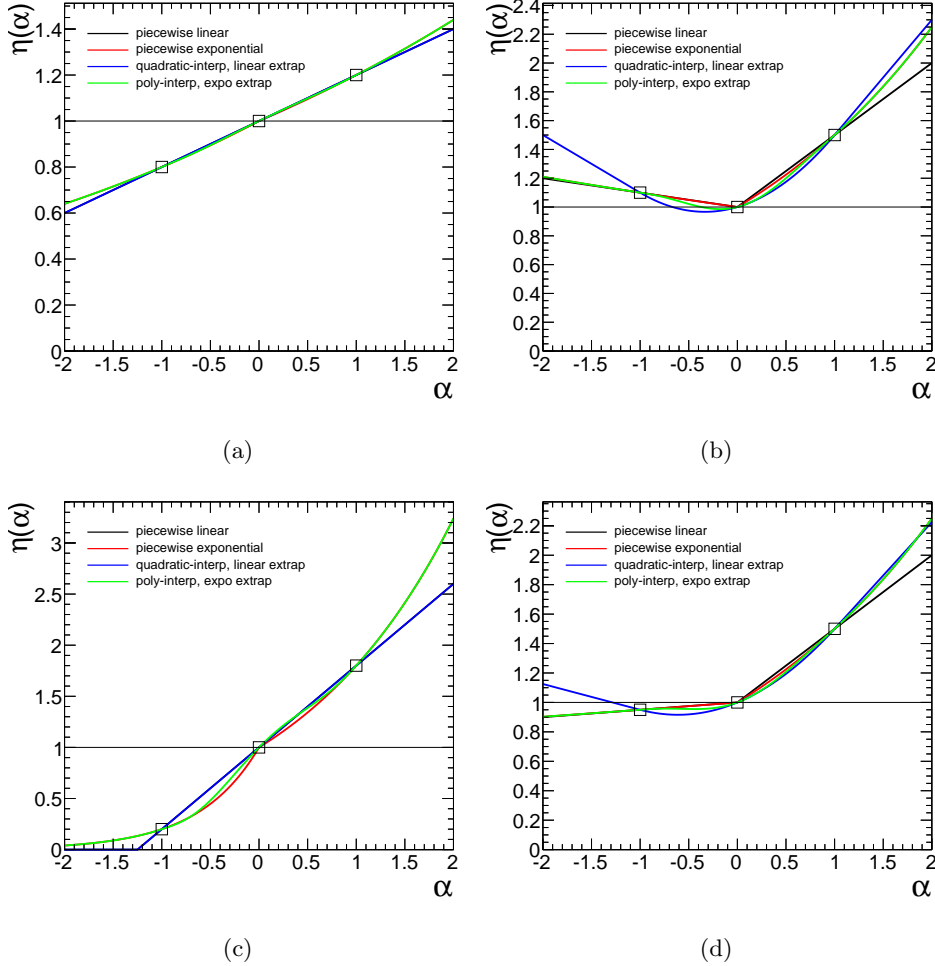 η(α)
1.4
1.2
1
0.8
0.6
0.4
0.2
0
piecewise linear
piecewise exponential
quadratic-interp, linear extrap
poly-interp, expo extrap
-2 -1.5 -1 -0.5 0 0.5 1 1.5 2
α
(a)
η(α)
2.4
2.2
2
1.8
1.6
1.4
1.2
1
0.8
0.6
0.4
0.2
0
piecewise linear
piecewise exponential
quadratic-interp, linear extrap
poly-interp, expo extrap
-2 -1.5 -1 -0.5 0 0.5 1 1.5 2
α
(b)
η(α)
3
2.5
2
1.5
1
0.5
0
piecewise linear
piecewise exponential
quadratic-interp, linear extrap
poly-interp, expo extrap
-2 -1.5 -1 -0.5 0 0.5 1 1.5 2
α
(c)
η(α)
2.2
2
1.8
1.6
1.4
1.2
1
0.8
0.6
0.4
0.2
0
piecewise linear
piecewise exponential
quadratic-interp, linear extrap
poly-interp, expo extrap
-2 -1.5 -1 -0.5 0 0.5 1 1.5 2
α
(d)